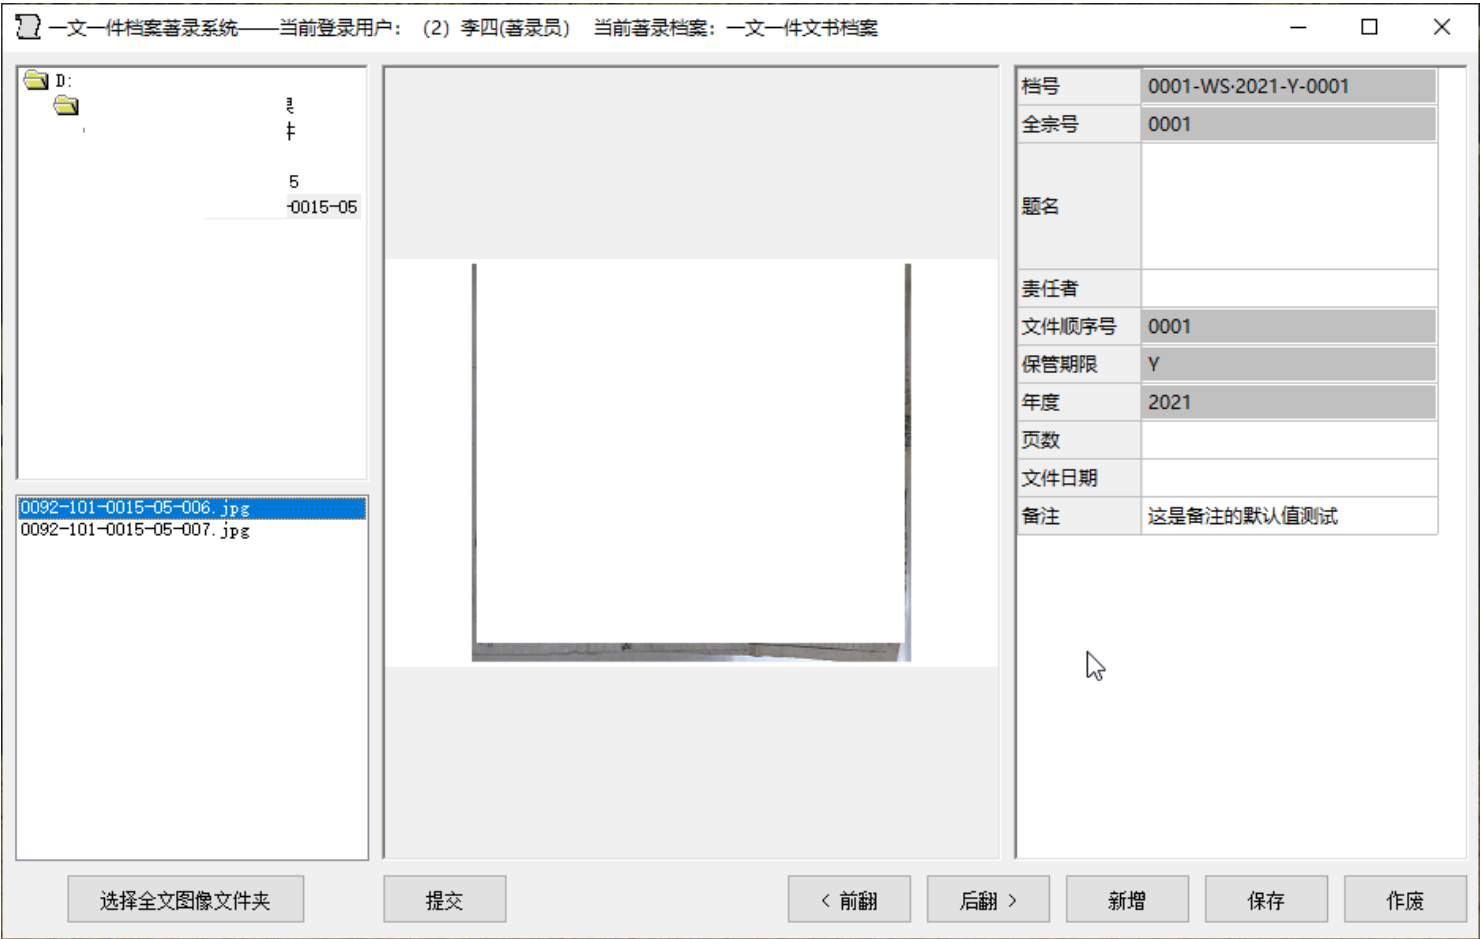 一文一件档案著录系统——当前登录用户： (2) 李四(著录员) 当前著录档案：一文一件文书档案
D:
5
-0015-05
0092-101-0015-05-006.jpg
0092-101-0015-05-007.jpg
档号 0001-WS·2021-Y-0001
全宗号 0001
题名
责任者
文件顺序号 0001
保管期限 Y
年度 2021
页数
文件日期
备注 这是备注的默认值测试
选择全文图像文件夹 提交 < 前翻 后翻 > 新增 保存 作废